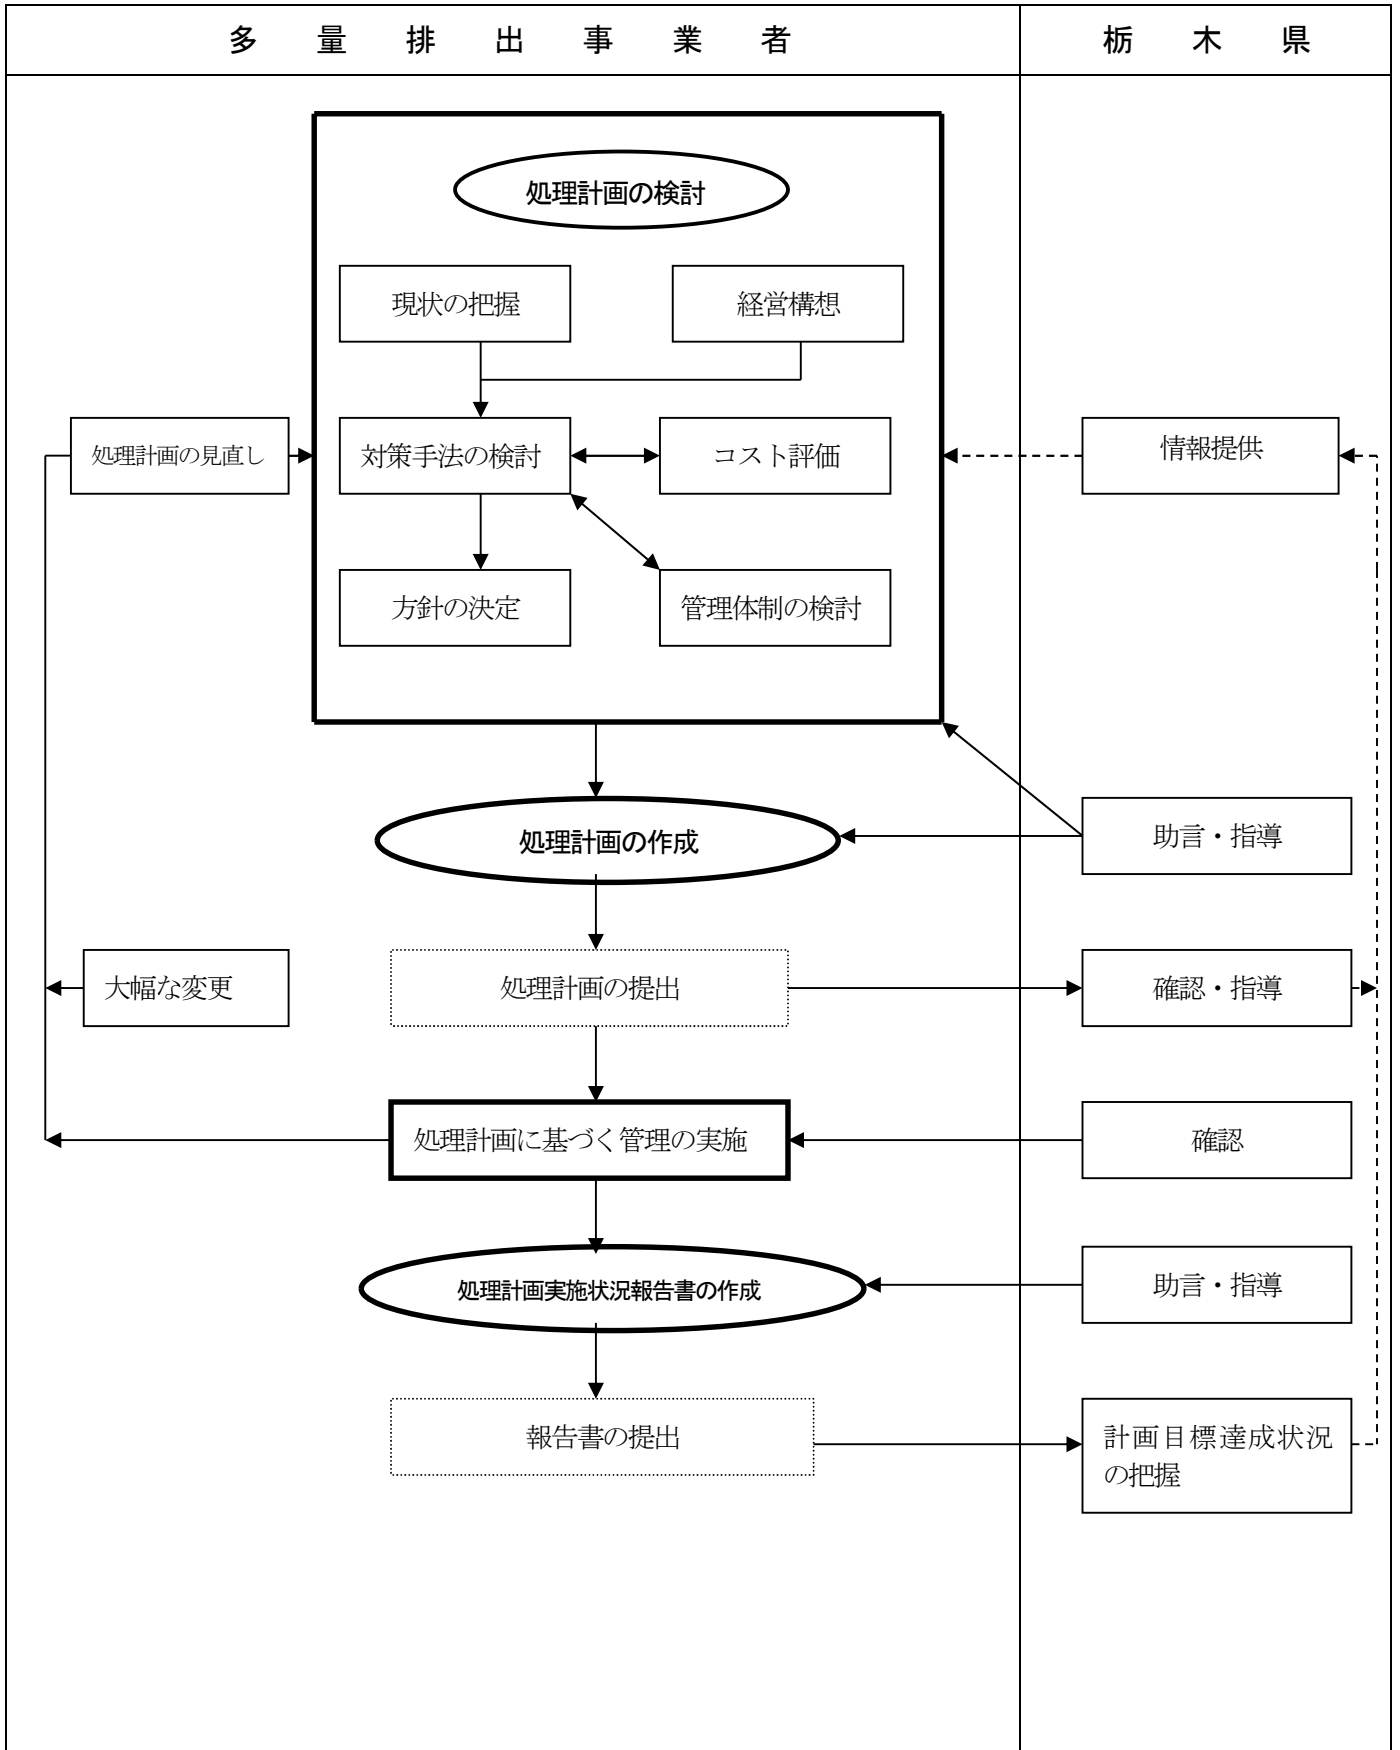 多量排出事業者
栃木県
処理計画の検討
現状の把握
経営構想
処理計画の見直し
対策手法の検討
コスト評価
情報提供
方針の決定
管理体制の検討
処理計画の作成
助言・指導
大幅な変更
処理計画の提出
確認・指導
処理計画に基づく管理の実施
確認
処理計画実施状況報告書の作成
助言・指導
報告書の提出
計画目標達成状況
の把握